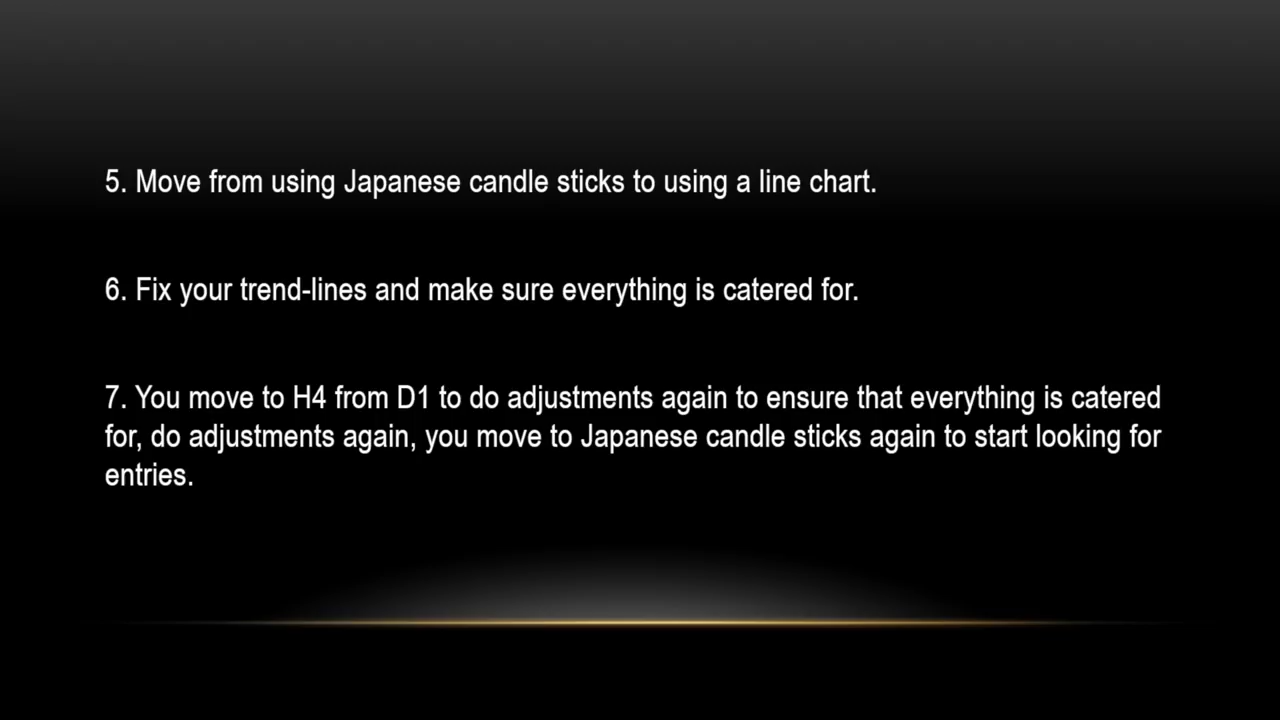 5. Move from using Japanese candle sticks to using a line chart.
6. Fix your trend-lines and make sure everything is catered for.
7. You move to H4 from D1 to do adjustments again to ensure that everything is catered
for, do adjustments again, you move to Japanese candle sticks again to start looking for
entries.